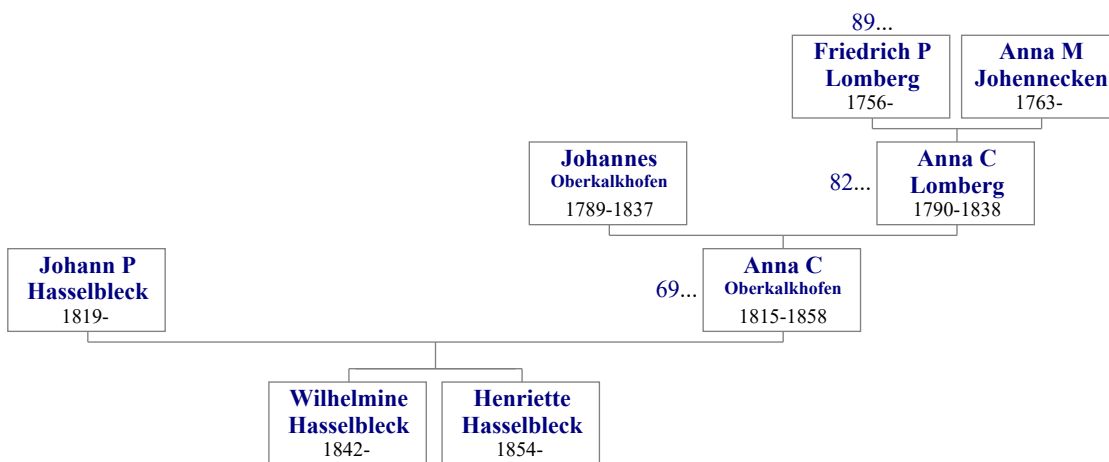 89...
Friedrich P
Lomberg
1756-
Anna M
Johennecken
1763-
Johannes
Oberkalkhofen
1789-1837
82...
Anna C
Lomberg
1790-1838
Johann P
Hasselbleck
1819-
69...
Anna C
Oberkalkhofen
1815-1858
Wilhelmine
Hasselbleck
1842-
Henriette
Hasselbleck
1854-